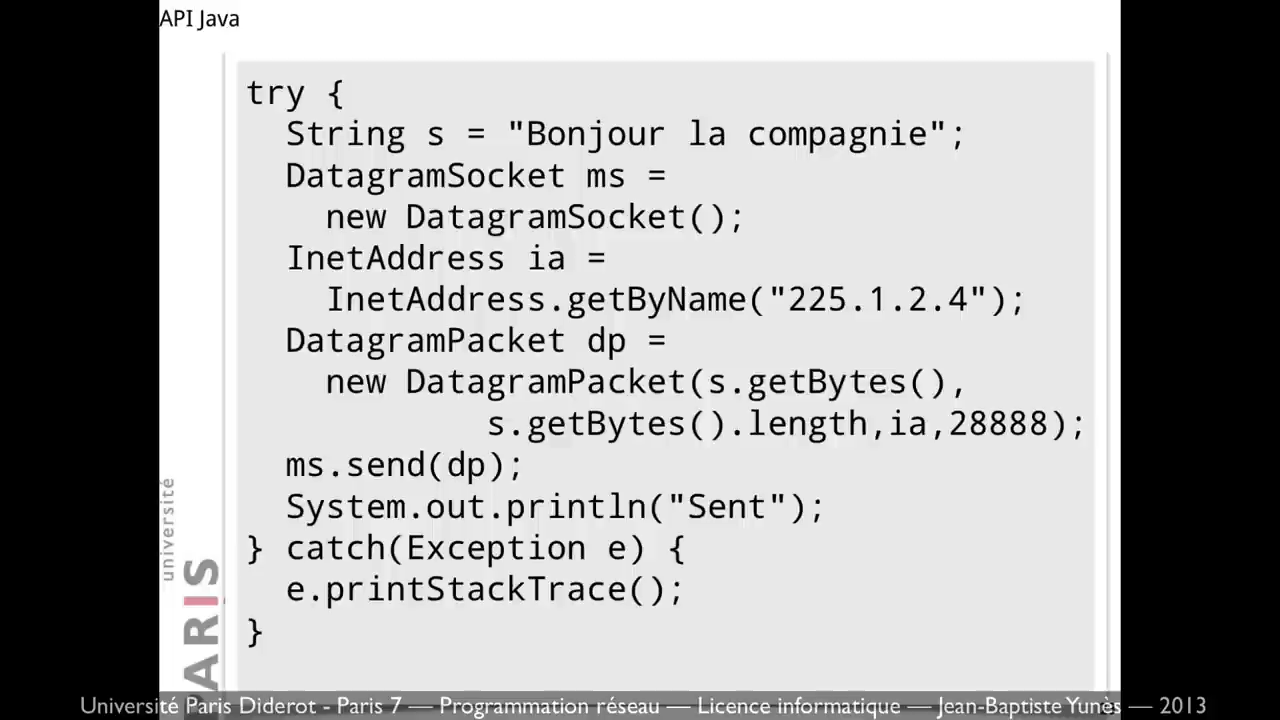 API Java
try {
  String s = "Bonjour la compagnie";
  DatagramSocket ms =
    new DatagramSocket();
  InetAddress ia =
    InetAddress.getByName("225.1.2.4");
  DatagramPacket dp =
    new DatagramPacket(s.getBytes(),
            s.getBytes().length,ia,28888);
  ms.send(dp);
  System.out.println("Sent");
} catch(Exception e) {
  e.printStackTrace();
}
université
PARIS
Université Paris Diderot - Paris 7 — Programmation réseau — Licence informatique — Jean-Baptiste Yunès — 2013